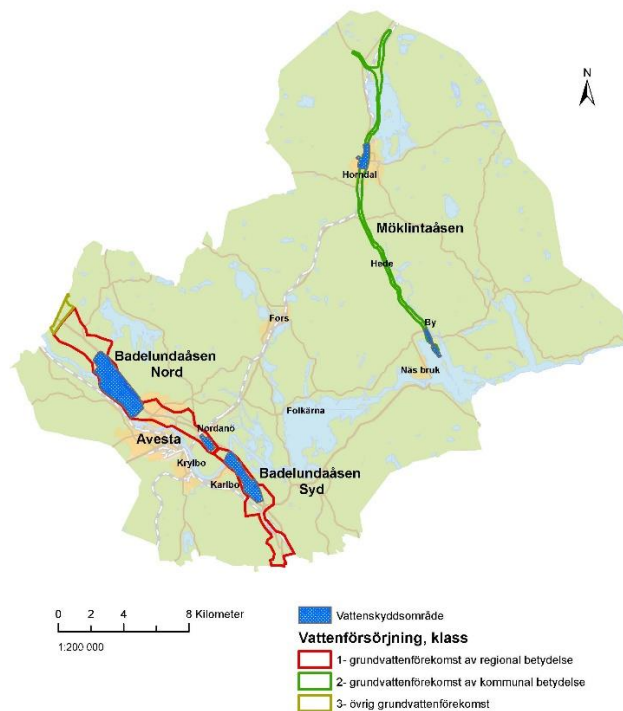 N
Horndal
Möklintaåsen
Hede
By
Fors
Näs bruk
Badelundaåsen
Nord
Folkärna
Nordanö
Avesta
Krylbo
Karlbo
Badelundaåsen
Syd
0 2 4 8 Kilometer
1:200 000
Vattenskyddsområde
Vattenförsörjning, klass
1- grundvattenförekomst av regional betydelse
2- grundvattenförekomst av kommunal betydelse
3- övrig grundvattenförekomst